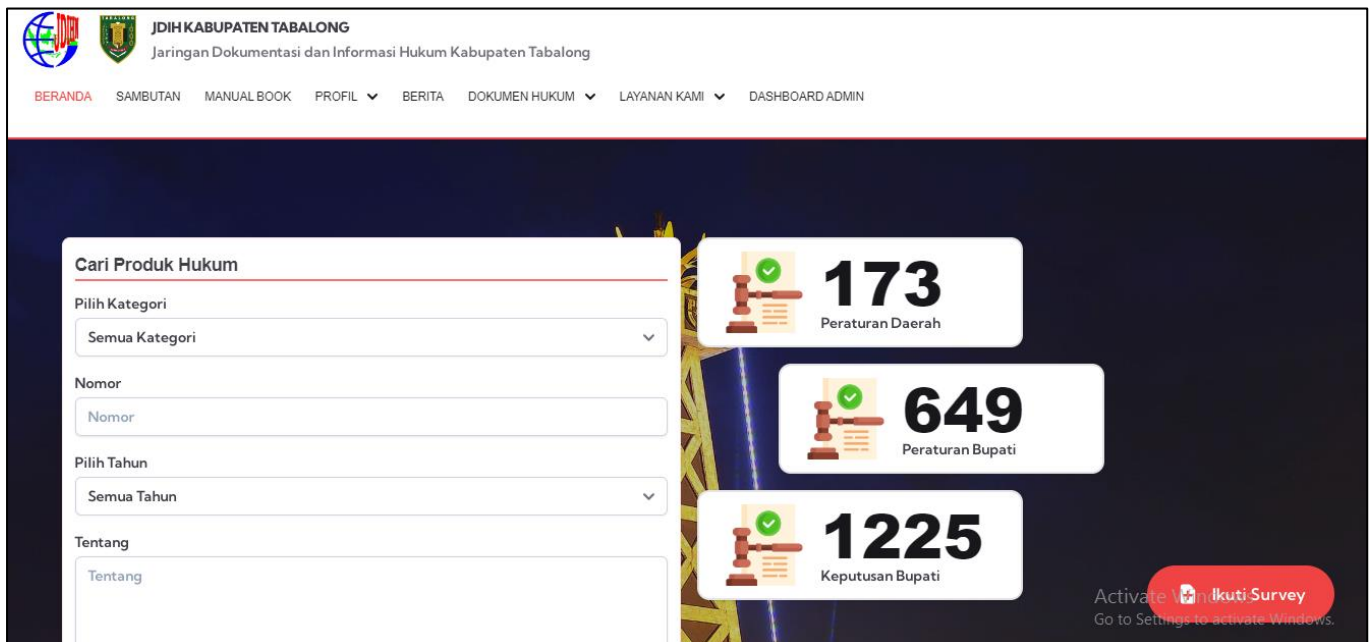 JDIHN
TABALONG
JDIH KABUPATEN TABALONG
Jaringan Dokumentasi dan Informasi Hukum Kabupaten Tabalong
BERANDA SAMBUTAN MANUAL BOOK PROFIL BERITA DOKUMEN HUKUM LAYANAN KAMI DASHBOARD ADMIN
Cari Produk Hukum
Pilih Kategori
Semua Kategori
Nomor
Nomor
Pilih Tahun
Semua Tahun
Tentang
Tentang
173
Peraturan Daerah
649
Peraturan Bupati
1225
Keputusan Bupati
Ikuti Survey
Activate Windows
Go to Settings to activate Windows.